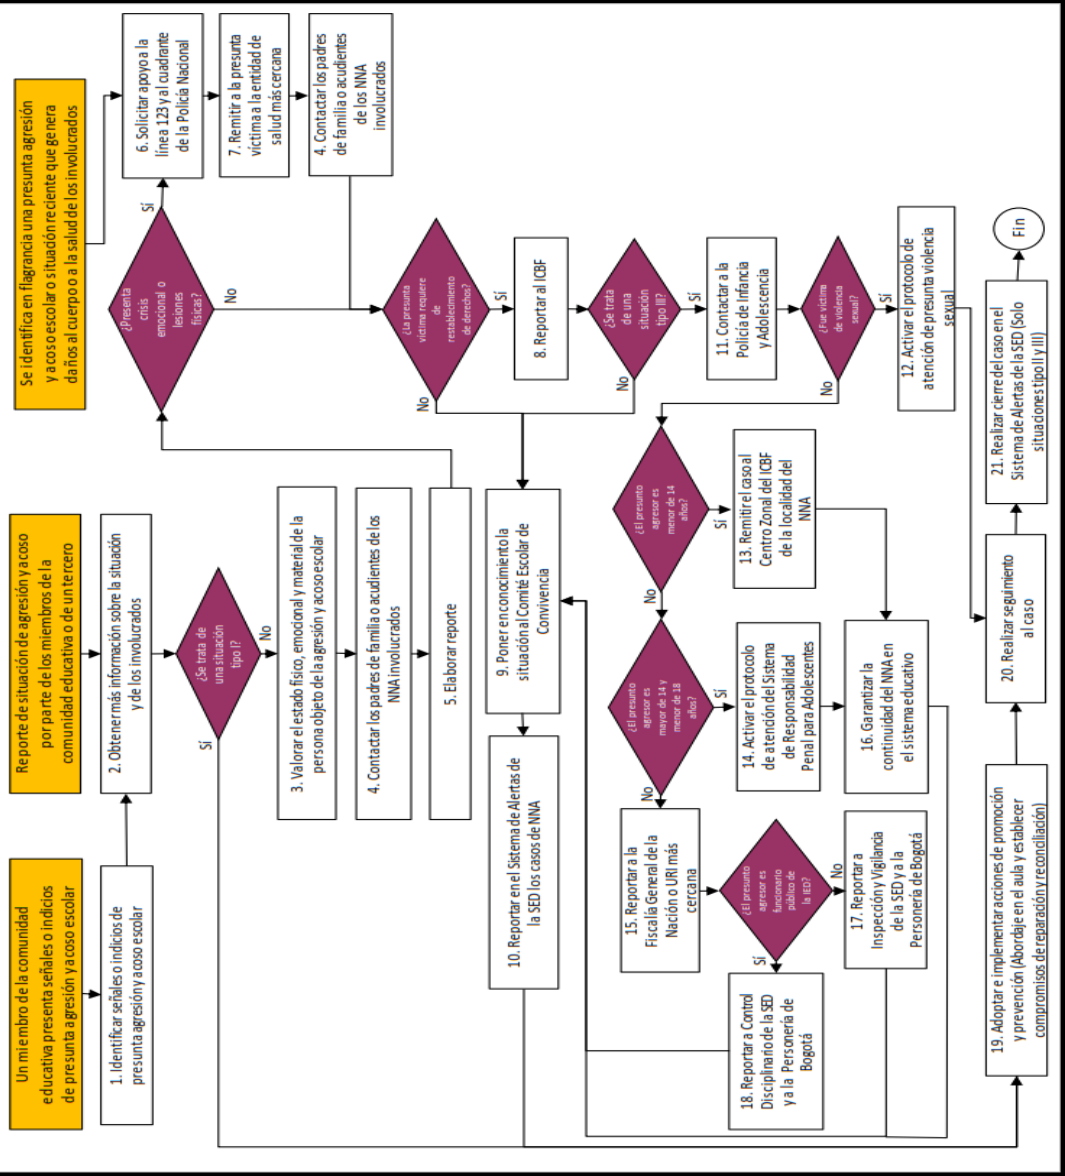 Un miembro de la comunidad
educativa presenta señales o indicios
de presunta agresión y acoso escolar
1. Identificar señales o indicios de
presunta agresión y acoso escolar
Reporte de situación de agresión y acoso
por parte de los miembros de la
comunidad educativa o de un tercero
2. Obtener más información sobre la situación
y de los involucrados
¿Se trata de
una situación
tipo I?
Sí
No
3. Valorar el estado físico, emocional y material de la
persona objeto de la agresión y acoso escolar
4. Contactar los padres de familia o acudientes de los
NNA involucrados
5. Elaborar reporte
Se identifica en flagrancia una presunta agresión
y acoso escolar o situación reciente que genera
daños al cuerpo o a la salud de los involucrados
¿Presenta
crisis
emocional o
lesiones
físicas?
Sí
No
6. Solicitar apoyo a la
línea 123 y al cuadrante
de la Policía Nacional
7. Remitir a la presunta
víctima a la entidad de
salud más cercana
4. Contactar los padres
de familia o acudientes
de los NNA
involucrados
¿La presunta
víctima requiere
de
restablecimiento
de derechos?
No
Sí
8. Reportar al ICBF
¿Se trata
de una
situación
tipo III?
No
Sí
9. Poner en conocimiento la
situación al Comité Escolar de
Convivencia
10. Reportar en el Sistema de Alertas de
la SED los casos de NNA
11. Contactar a la
Policía de Infancia
y Adolescencia
¿Fue víctima
de violencia
sexual?
No
Sí
12. Activar el protocolo de
atención de presunta violencia
sexual
¿El presunto
agresor es
menor de 14
años?
No
Sí
13. Remitir el caso al
Centro Zonal del ICBF
de la localidad del
NNA
¿El presunto
agresor es
mayor de 14 y
menor de 18
años?
No
Sí
14. Activar el protocolo
de atención del Sistema
de Responsabilidad
Penal para Adolescentes
15. Reportar a la
Fiscalía General de la
Nación o URI más
cercana
¿El presunto
agresor es
funcionario
público de
la IED?
Sí
No
16. Garantizar la
continuidad del NNA en
el sistema educativo
17. Reportar a
Inspección y Vigilancia
de la SED y a la
Personería de Bogotá
18. Reportar a Control
Disciplinario de la SED
y a la Personería de
Bogotá
19. Adoptar e implementar acciones de promoción
y prevención (Abordaje en el aula y establecer
compromisos de reparación y reconciliación)
20. Realizar seguimiento
al caso
21. Realizar cierre del caso en el
Sistema de Alertas de la SED (Solo
situaciones tipo II y III)
Fin